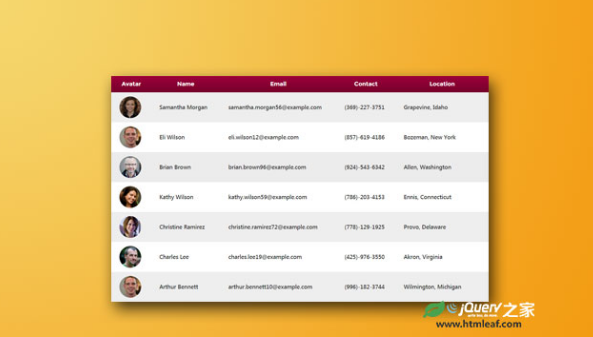 Avatar Name Email Contact Location
Samantha Morgan samantha.morgan56@example.com (369)-227-3751 Grapevine, Idaho
Eli Wilson eli.wilson12@example.com (857)-619-4186 Bozeman, New York
Brian Brown brian.brown96@example.com (924)-543-6342 Allen, Washington
Kathy Wilson kathy.wilson59@example.com (786)-203-4153 Ennis, Connecticut
Christine Ramirez christine.ramirez72@example.com (778)-129-1925 Provo, Delaware
Charles Lee charles.lee19@example.com (425)-976-3550 Akron, Virginia
Arthur Bennett arthur.bennett10@example.com (996)-182-3744 Wilmington, Michigan
jQuery之家
www.htmleaf.com